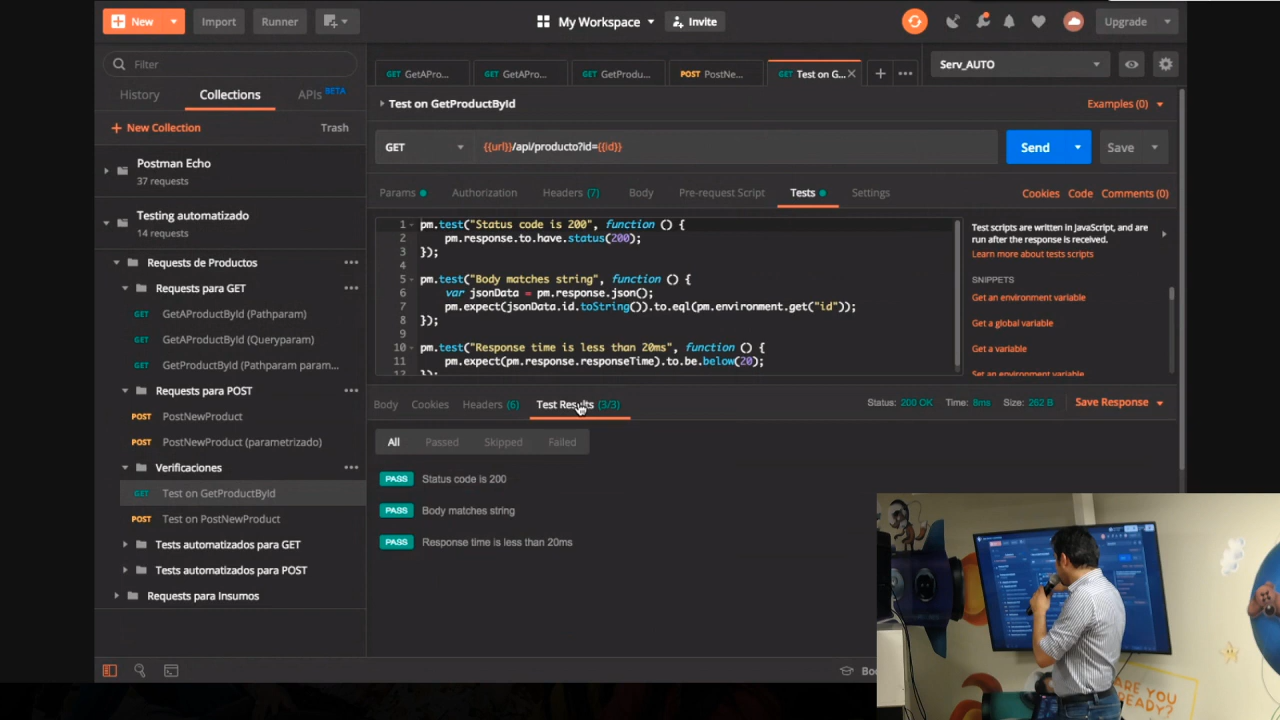 New
Import
Runner
My Workspace
Invite
Upgrade
Filter
History
Collections
APIs BETA
New Collection
Trash
Postman Echo
37 requests
Testing automatizado
14 requests
Requests de Productos
Requests para GET
GET GetAProductById (Pathparam)
GET GetAProductById (Queryparam)
GET GetProductById (Pathparam param...
Requests para POST
POST PostNewProduct
POST PostNewProduct (parametrizado)
Verificaciones
GET Test on GetProductById
POST Test on PostNewProduct
Tests automatizados para GET
Tests automatizados para POST
Requests para Insumos
GET GetAPro...
GET GetAPro...
GET GetProdu...
POST PostNe...
GET Test on G...
Serv_AUTO
Test on GetProductById
Examples (0)
GET
{{url}}/api/producto?id={{id}}
Send
Save
Params
Authorization
Headers (7)
Body
Pre-request Script
Tests
Settings
Cookies
Code
Comments (0)
1 pm.test("Status code is 200", function () {
2 pm.response.to.have.status(200);
3 });
4
5 pm.test("Body matches string", function () {
6 var jsonData = pm.response.json();
7 pm.expect(jsonData.id.toString()).to.eql(pm.environment.get("id"));
8 });
9
10 pm.test("Response time is less than 20ms", function () {
11 pm.expect(pm.response.responseTime).to.be.below(20);
12 });
Test scripts are written in JavaScript, and are
run after the response is received.
Learn more about tests scripts
SNIPPETS
Get an environment variable
Get a global variable
Get a variable
Set an environment variable
Body
Cookies
Headers (6)
Test Results (3/3)
Status: 200 OK
Time: 8ms
Size: 262 B
Save Response
All
Passed
Skipped
Failed
PASS Status code is 200
PASS Body matches string
PASS Response time is less than 20ms
ARE YOU
READY?